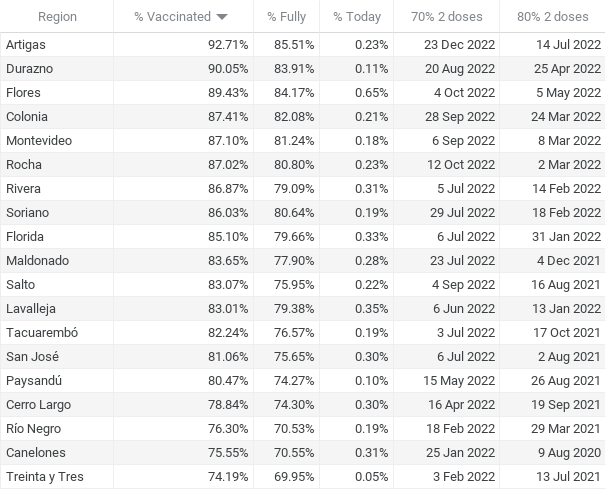 Region % Vaccinated % Fully % Today 70% 2 doses 80% 2 doses
Artigas 92.71% 85.51% 0.23% 23 Dec 2022 14 Jul 2022
Durazno 90.05% 83.91% 0.11% 20 Aug 2022 25 Apr 2022
Flores 89.43% 84.17% 0.65% 4 Oct 2022 5 May 2022
Colonia 87.41% 82.08% 0.21% 28 Sep 2022 24 Mar 2022
Montevideo 87.10% 81.24% 0.18% 6 Sep 2022 8 Mar 2022
Rocha 87.02% 80.80% 0.23% 12 Oct 2022 2 Mar 2022
Rivera 86.87% 79.09% 0.31% 5 Jul 2022 14 Feb 2022
Soriano 86.03% 80.64% 0.19% 29 Jul 2022 18 Feb 2022
Florida 85.10% 79.66% 0.33% 6 Jul 2022 31 Jan 2022
Maldonado 83.65% 77.90% 0.28% 23 Jul 2022 4 Dec 2021
Salto 83.07% 75.95% 0.22% 4 Sep 2022 16 Aug 2021
Lavalleja 83.01% 79.38% 0.35% 6 Jun 2022 13 Jan 2022
Tacuarembó 82.24% 76.57% 0.19% 3 Jul 2022 17 Oct 2021
San José 81.06% 75.65% 0.30% 6 Jul 2022 2 Aug 2021
Paysandú 80.47% 74.27% 0.10% 15 May 2022 26 Aug 2021
Cerro Largo 78.84% 74.30% 0.30% 16 Apr 2022 19 Sep 2021
Río Negro 76.30% 70.53% 0.19% 18 Feb 2022 29 Mar 2021
Canelones 75.55% 70.55% 0.31% 25 Jan 2022 9 Aug 2020
Treinta y Tres 74.19% 69.95% 0.05% 3 Feb 2022 13 Jul 2021